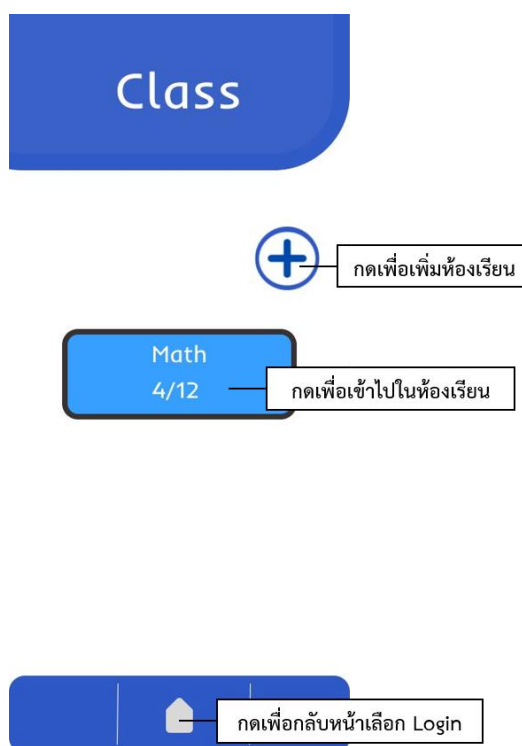 Class
กดเพื่อเพิ่มห้องเรียน
Math
4/12
กดเพื่อเข้าไปในห้องเรียน
กดเพื่อกลับหน้าเลือก Login